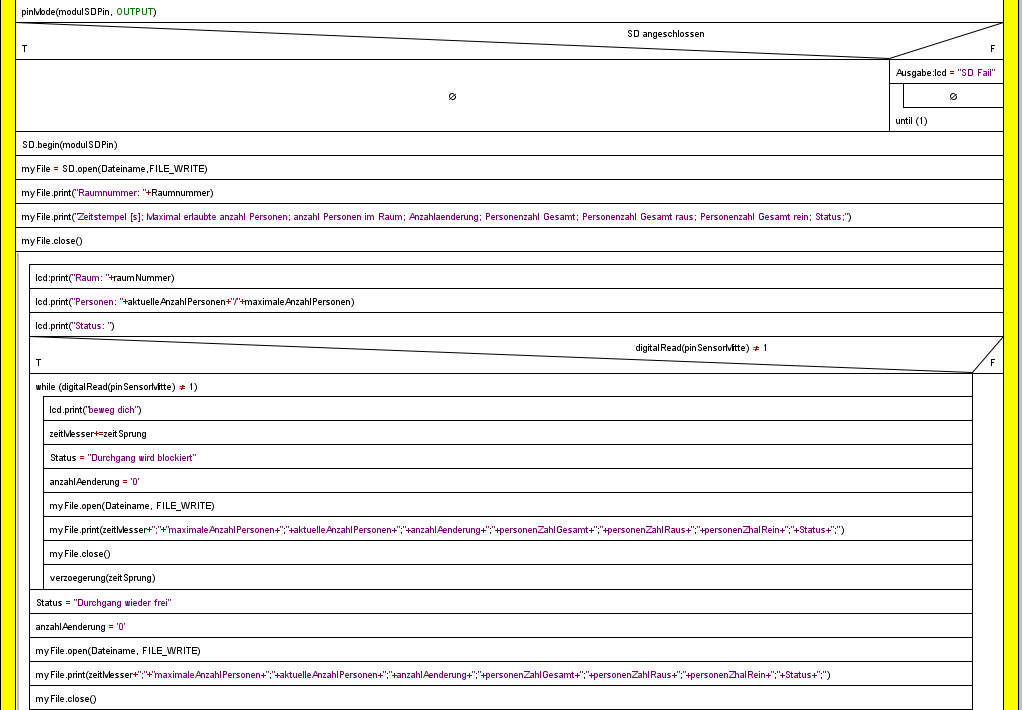 pinMode(modulSDPin, OUTPUT)
SD angeschlossen
T
F
Ausgabe:lcd = "SD Fail"
∅
∅
until (1)
SD.begin(modulSDPin)
myFile = SD.open(Dateiname,FILE_WRITE)
myFile.print("Raumnummer: "+Raumnummer)
myFile.print("Zeitstempel [s]; Maximal erlaubte anzahl Personen; anzahl Personen im Raum; Anzahlaenderung; Personenzahl Gesamt; Personenzahl Gesamt raus; Personenzahl Gesamt rein; Status;")
myFile.close()
lcd:print("Raum: "+raumNummer)
lcd.print("Personen: "+aktuelleAnzahlPersonen+"/"+maximaleAnzahlPersonen)
lcd.print("Status: ")
digitalRead(pinSensorMitte) ≠ 1
T
F
while (digitalRead(pinSensorMitte) ≠ 1)
lcd.print("beweg dich")
zeitMesser+=zeitSprung
Status = "Durchgang wird blockiert"
anzahlAenderung = '0'
myFile.open(Dateiname, FILE_WRITE)
myFile.print(zeitMesser+";"+"maximaleAnzahlPersonen+";"+aktuelleAnzahlPersonen+";"+anzahlAenderung+";"+personenZahlGesamt+";"+personenZahlRaus+";"+personenZhalRein+";"+Status+";")
myFile.close()
verzoegerung(zeitSprung)
Status = "Durchgang wieder frei"
anzahlAenderung = '0'
myFile.open(Dateiname, FILE_WRITE)
myFile.print(zeitMesser+";"+"maximaleAnzahlPersonen+";"+aktuelleAnzahlPersonen+";"+anzahlAenderung+";"+personenZahlGesamt+";"+personenZahlRaus+";"+personenZhalRein+";"+Status+";")
myFile.close()